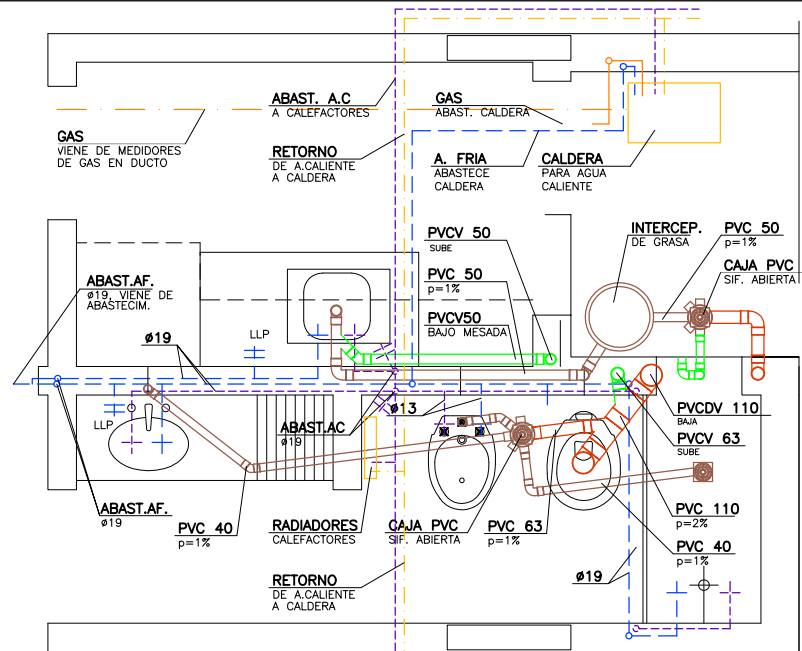 ABAST. A.C
A CALEFACTORES
GAS
ABAST. CALDERA
GAS
VIENE DE MEDIDORES
DE GAS EN DUCTO
RETORNO
DE A.CALIENTE
A CALDERA
A. FRIA
ABASTECE
CALDERA
CALDERA
PARA AGUA
CALIENTE
PVCV 50
SUBE
INTERCEP.
DE GRASA
PVC 50
p=1%
PVC 50
p=1%
CAJA PVC
SIF. ABIERTA
ABAST.AF.
ø19, VIENE DE
ABASTECIM.
PVCV50
BAJO MESADA
LLP
ø19
ø13
PVCDV 110
BAJA
LLP
ABAST.AC
ø19
PVCV 63
SUBE
ABAST.AF.
ø19
PVC 40
p=1%
RADIADORES
CALEFACTORES
CAJA PVC
SIF. ABIERTA
PVC 63
p=1%
PVC 110
p=2%
PVC 40
p=1%
RETORNO
DE A.CALIENTE
A CALDERA
ø19